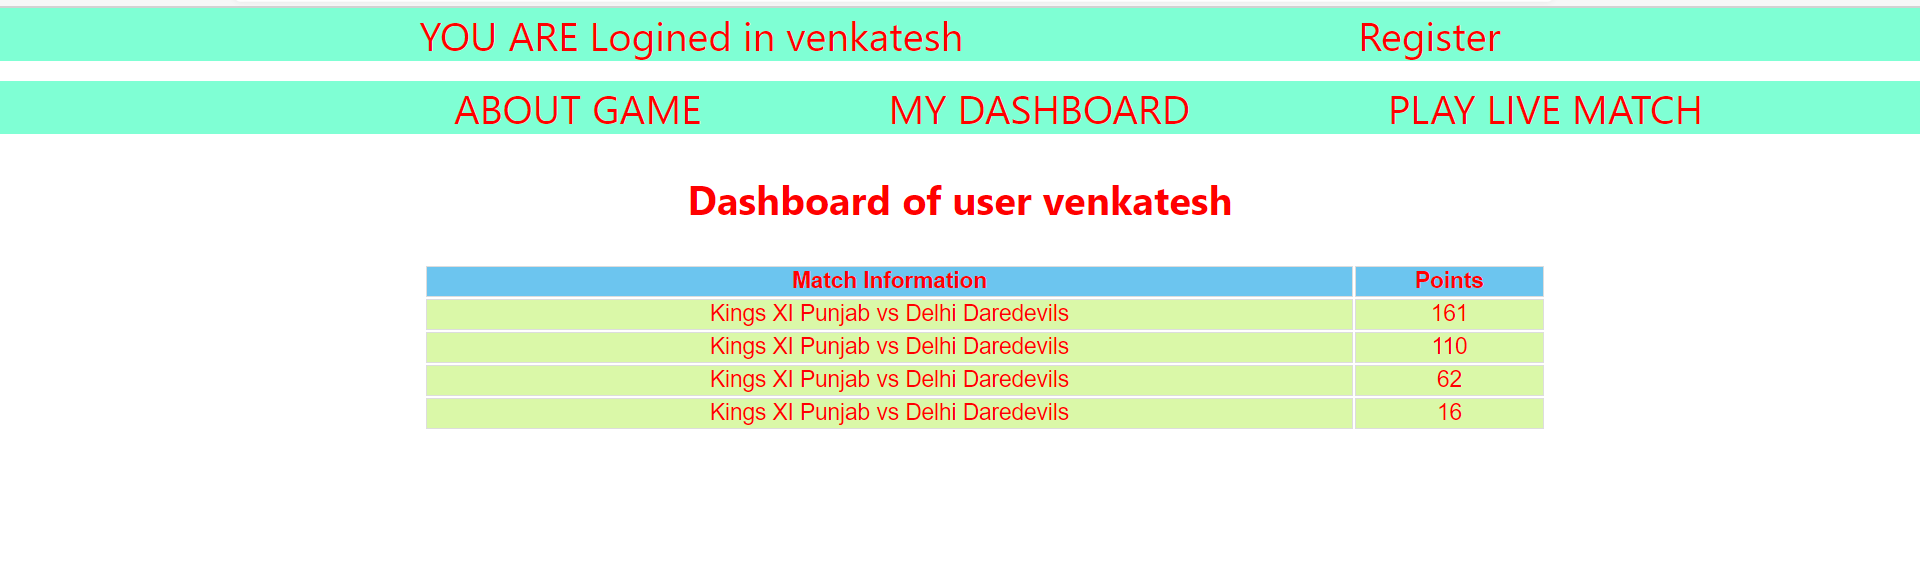 YOU ARE Logined in venkatesh Register
ABOUT GAME MY DASHBOARD PLAY LIVE MATCH
Dashboard of user venkatesh
Match Information Points
Kings XI Punjab vs Delhi Daredevils 161
Kings XI Punjab vs Delhi Daredevils 110
Kings XI Punjab vs Delhi Daredevils 62
Kings XI Punjab vs Delhi Daredevils 16